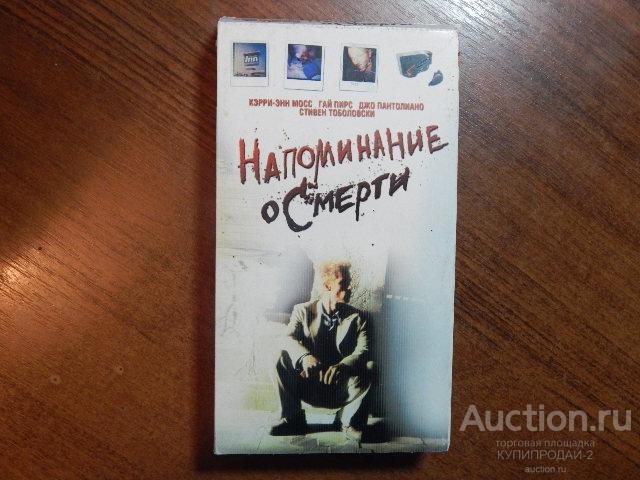 Inn
КЭРРИ-ЭНН МОСС ГАЙ ПИРС ДЖО ПАНТОЛИАНО
СТИВЕН ТОБОЛОВСКИ
НАПОМИНАНИЕ
О СМЕРТИ
Auction.ru
торговая площадка
КУПИПРОДАЙ-2
auction.ru